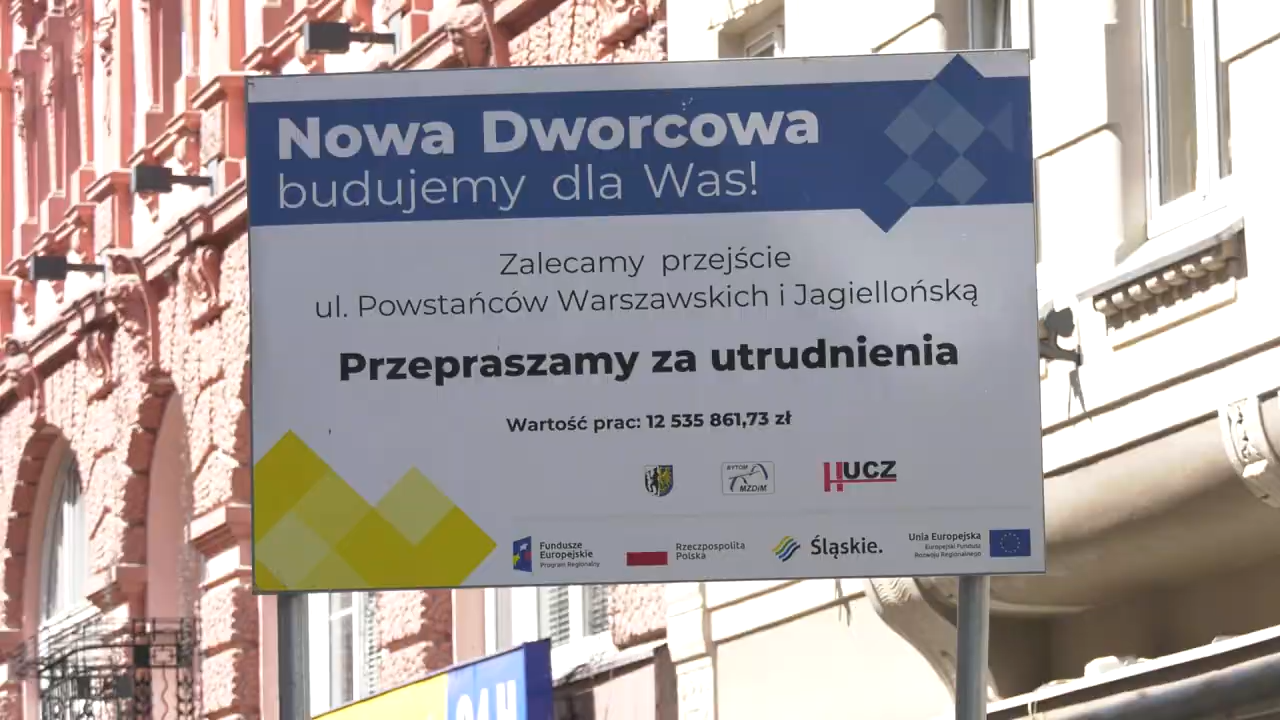 Nowa Dworcowa
budujemy dla Was!
Zalecamy przejście
ul. Powstańców Warszawskich i Jagiellońską
Przepraszamy za utrudnienia
Wartość prac: 12 535 861,73 zł
BYTOM
MZDiM
HUCZ
Fundusze
Europejskie
Program Regionalny
Rzeczpospolita
Polska
Śląskie.
Unia Europejska
Europejski Fundusz
Rozwoju Regionalnego